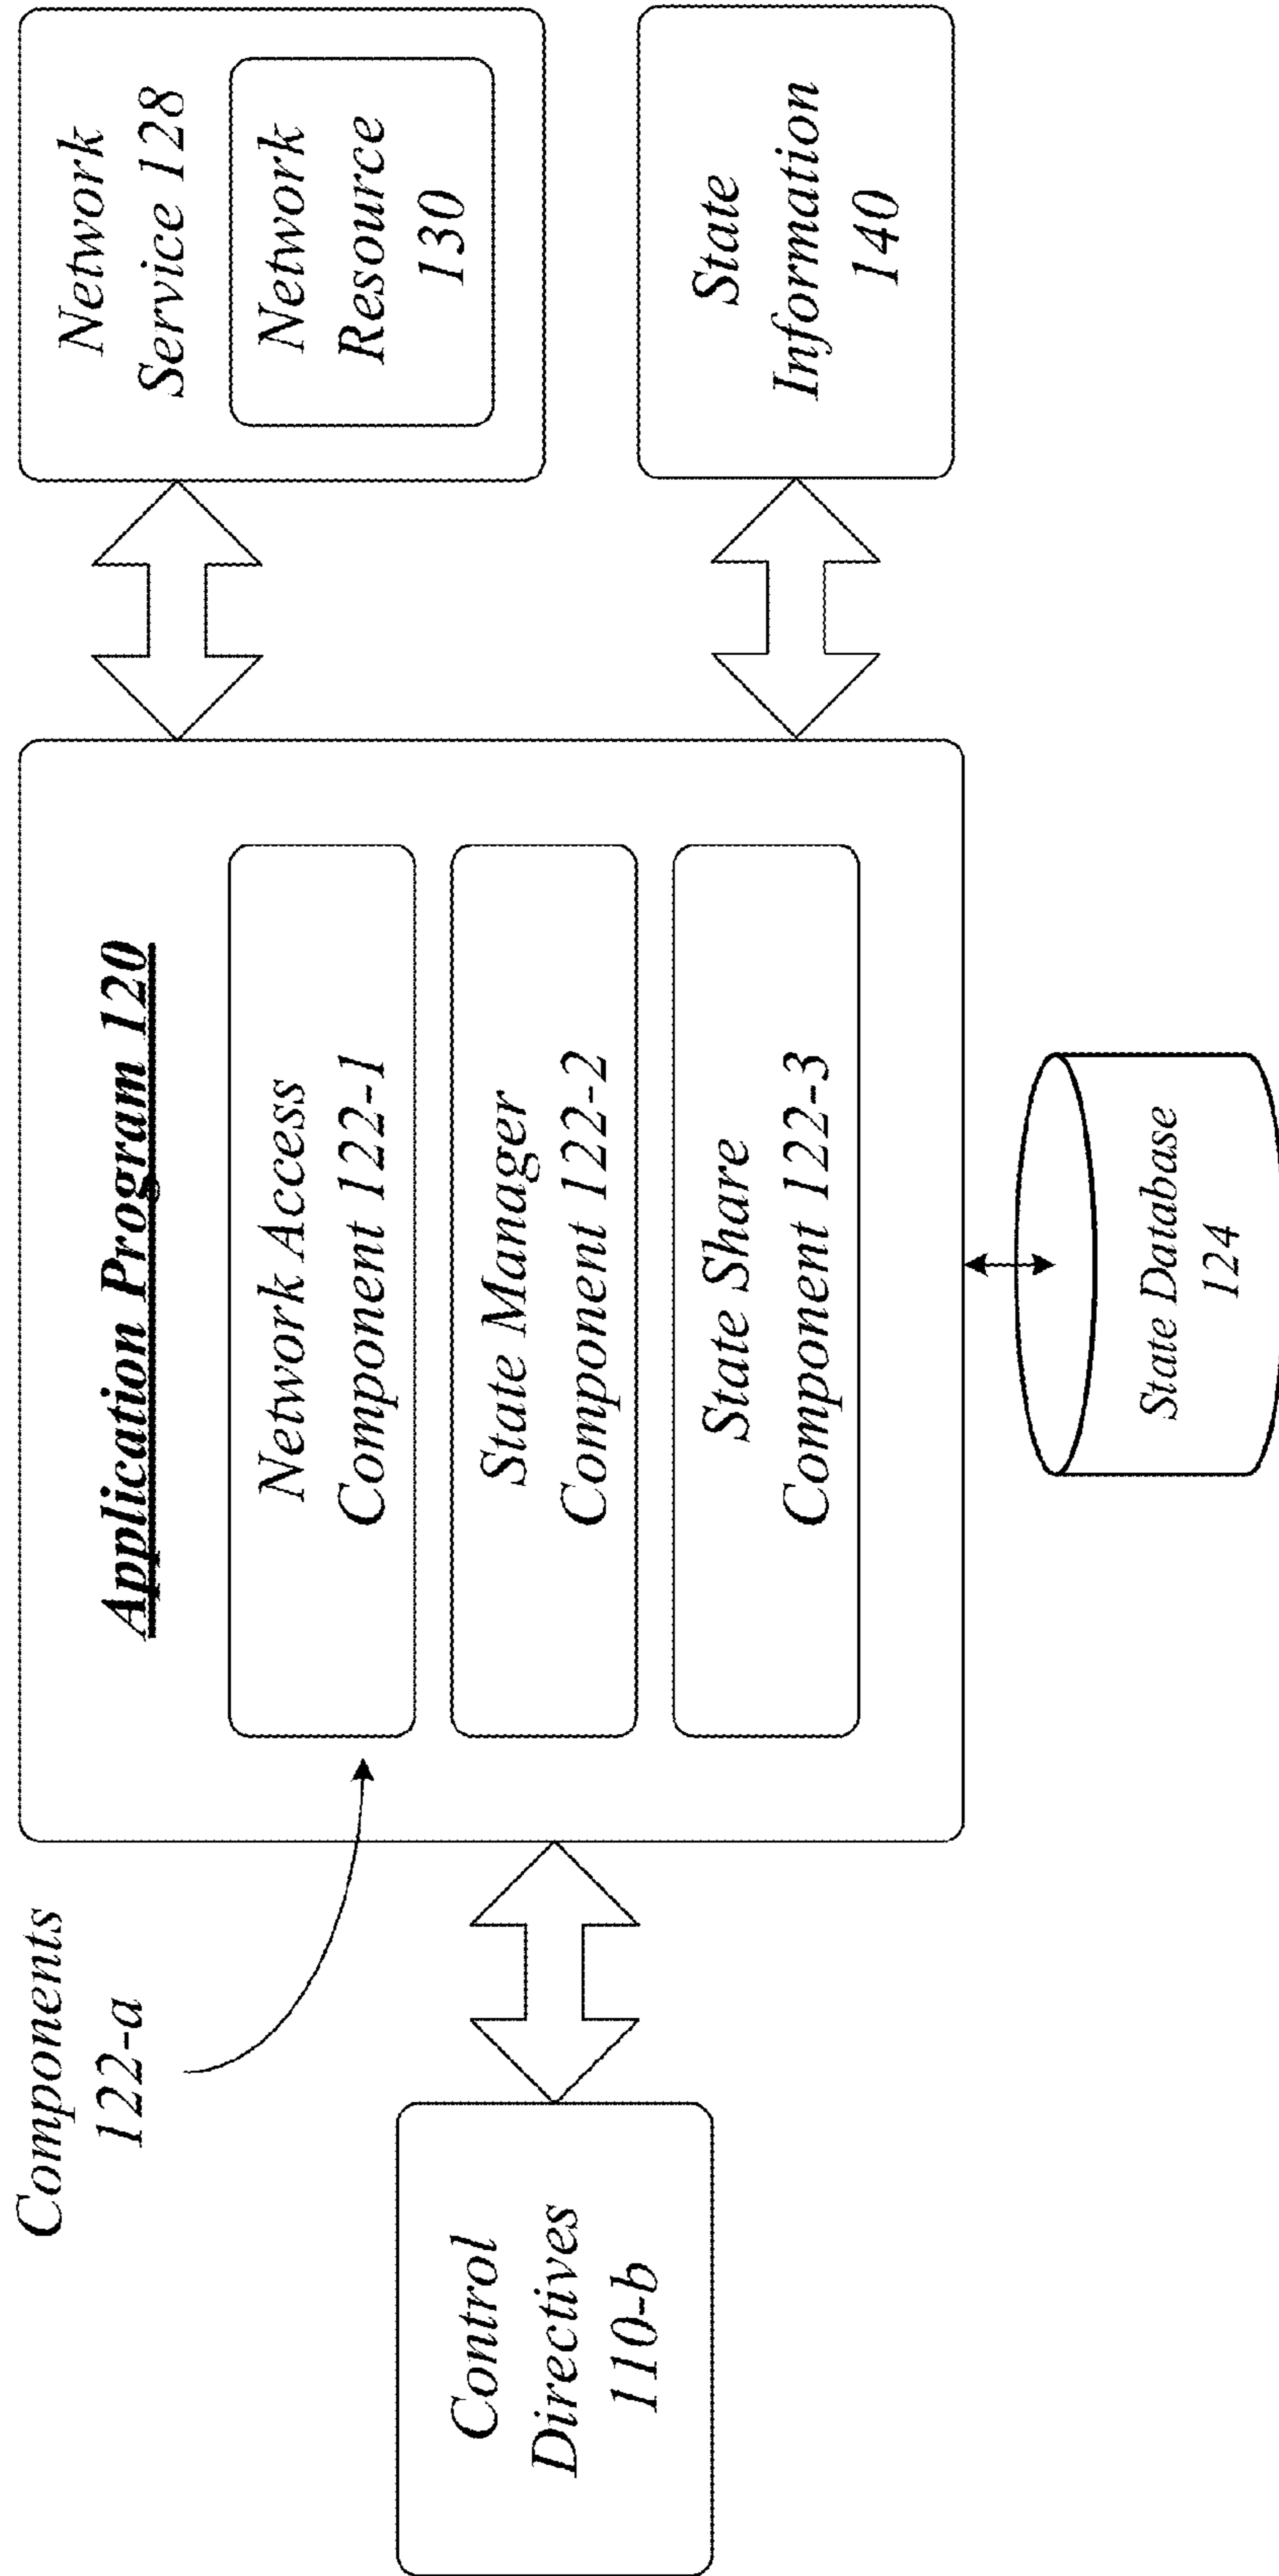 Components
122-a
Control
Directives
110-b
Application Program 120
Network Access
Component 122-1
State Manager
Component 122-2
State Share
Component 122-3
State Database
124
Network
Service 128
Network
Resource
130
State
Information
140